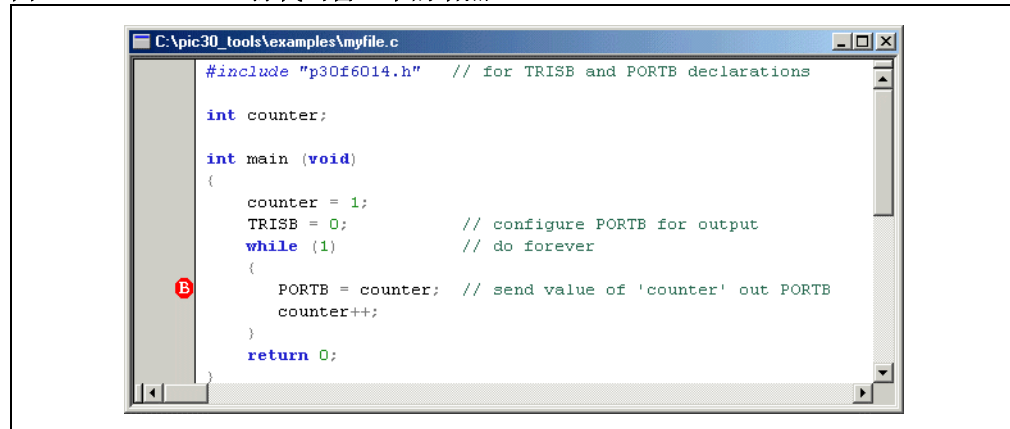 C:\pic30_tools\examples\myfile.c
#include "p30f6014.h"   // for TRISB and PORTB declarations
int counter;
int main (void)
{
counter = 1;
TRISB = 0;   // configure PORTB for output
while (1)   // do forever
{
B   PORTB = counter;   // send value of 'counter' out PORTB
counter++;
}
return 0;
}